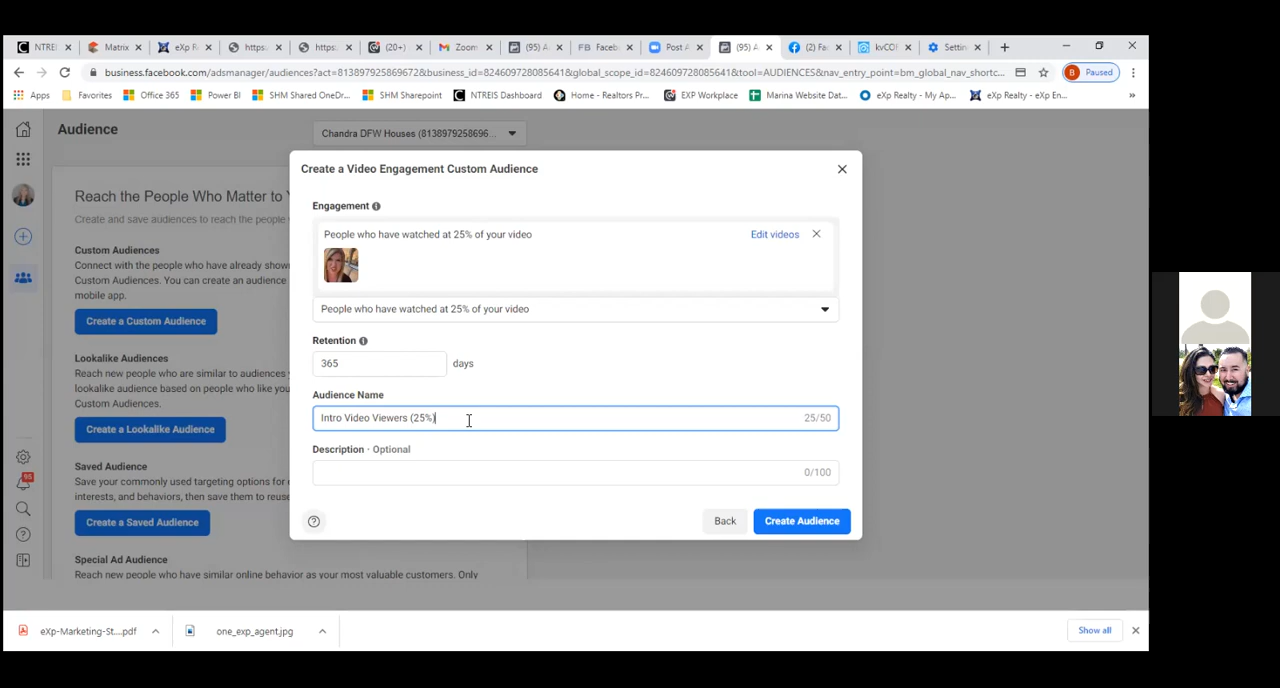 NTRE
Matrix
eXp R
https:
https:
(20+)
Zoom
(95) A
Faceb
Post A
(95) A
(2) Fa
kvCO
Settin
business.facebook.com/adsmanager/audiences?act=813897925869672&business_id=824609728085641&global_scope_id=824609728085641&tool=AUDIENCES&nav_entry_point=bm_global_nav_shortc...
B Paused
Apps
Favorites
Office 365
Power BI
SHM Shared OneDr...
SHM Sharepoint
NTREIS Dashboard
Home - Realtors Pr...
EXP Workplace
Marina Website Dat...
eXp Realty - My Ap...
eXp Realty - eXp En...
Audience
Chandra DFW Houses (8138979258696...
Reach the People Who Matter to Y
Create and save audiences to reach the people
Custom Audiences
Connect with the people who have already shown
Custom Audiences. You can create an audience
mobile app.
Create a Custom Audience
Lookalike Audiences
Reach new people who are similar to audiences
lookalike audience based on people who like you
Custom Audiences.
Create a Lookalike Audience
Saved Audience
Save your commonly used targeting options for
interests, and behaviors, then save them to reuse
Create a Saved Audience
Special Ad Audience
Reach new people who have similar online behavior as your most valuable customers. Only
95
Create a Video Engagement Custom Audience
Engagement
People who have watched at 25% of your video
Edit videos
People who have watched at 25% of your video
Retention
365
days
Audience Name
Intro Video Viewers (25%)
25/50
Description · Optional
0/100
Back
Create Audience
eXp-Marketing-St....pdf
one_exp_agent.jpg
Show all